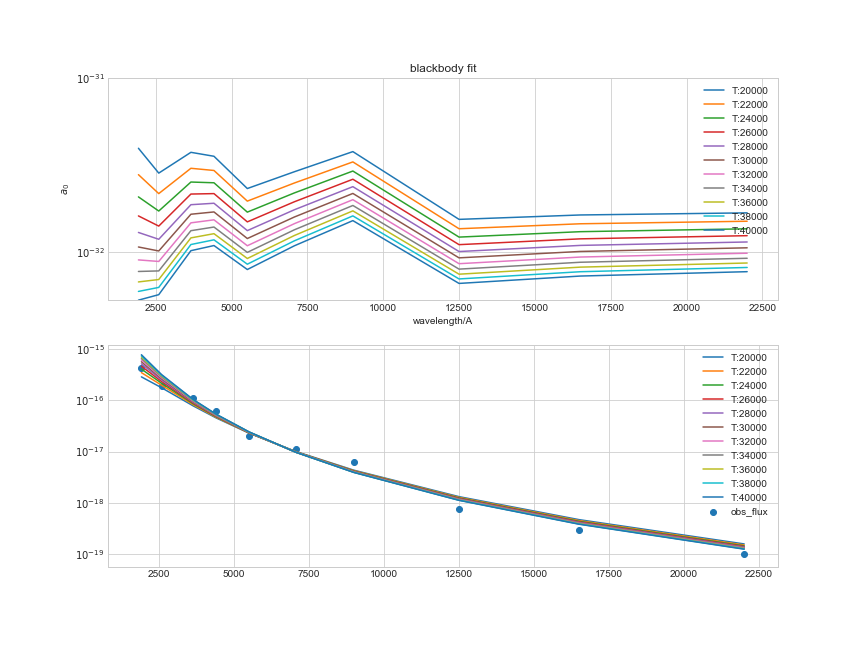 blackbody fit
10⁻³¹
10⁻³²
a₀
T:20000
T:22000
T:24000
T:26000
T:28000
T:30000
T:32000
T:34000
T:36000
T:38000
T:40000
2500 5000 7500 10000 12500 15000 17500 20000 22500
wavelength/A
10⁻¹⁵
10⁻¹⁶
10⁻¹⁷
10⁻¹⁸
10⁻¹⁹
T:20000
T:22000
T:24000
T:26000
T:28000
T:30000
T:32000
T:34000
T:36000
T:38000
T:40000
obs_flux
2500 5000 7500 10000 12500 15000 17500 20000 22500